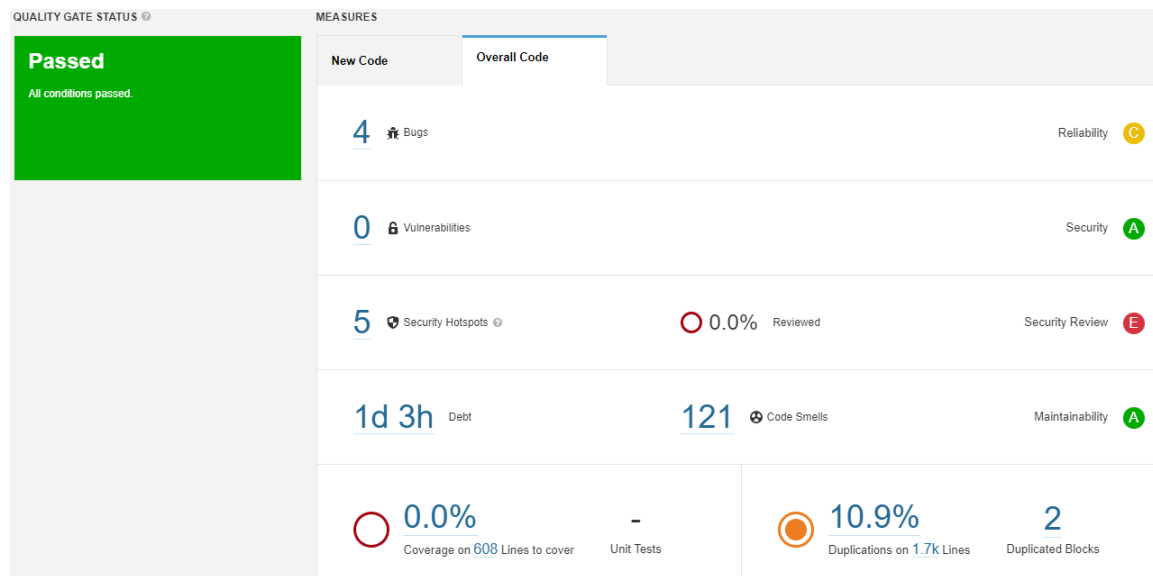 QUALITY GATE STATUS
MEASURES
Passed
All conditions passed.
New Code
Overall Code
4 Bugs
Reliability C
0 Vulnerabilities
Security A
5 Security Hotspots
0.0% Reviewed
Security Review E
1d 3h Debt
121 Code Smells
Maintainability A
0.0%
Coverage on 608 Lines to cover
-
Unit Tests
10.9%
Duplications on 1.7k Lines
2
Duplicated Blocks